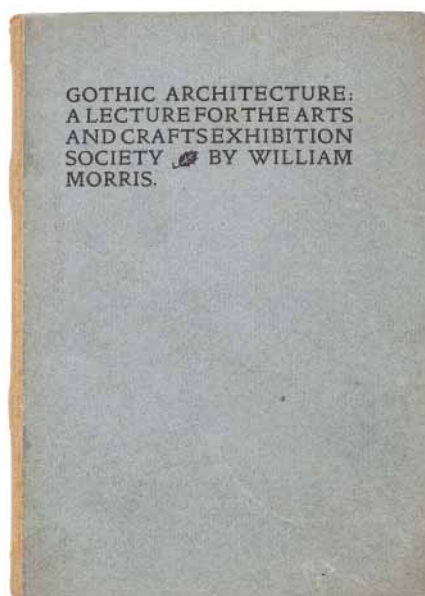 GOTHIC ARCHITECTURE:
A LECTURE FOR THE ARTS
AND CRAFTS EXHIBITION
SOCIETY BY WILLIAM
MORRIS.